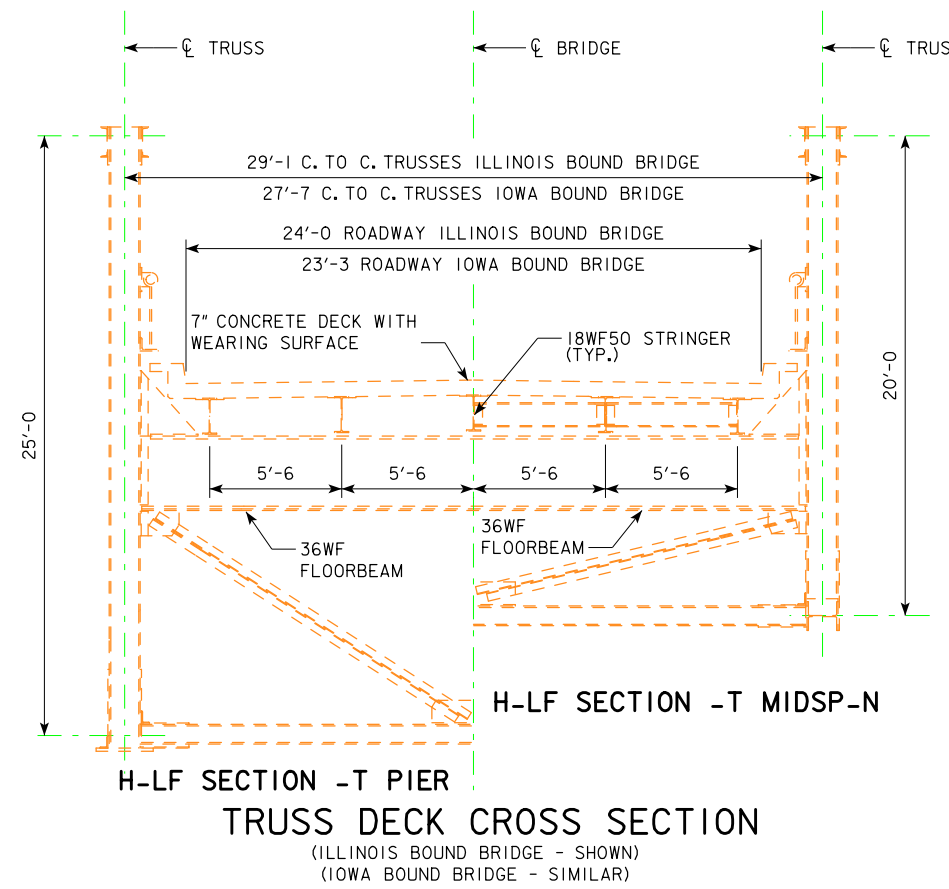 ℄ TRUSS
℄ BRIDGE
℄ TRUS
29'-1 C. TO C. TRUSSES ILLINOIS BOUND BRIDGE
27'-7 C. TO C. TRUSSES IOWA BOUND BRIDGE
24'-0 ROADWAY ILLINOIS BOUND BRIDGE
23'-3 ROADWAY IOWA BOUND BRIDGE
7" CONCRETE DECK WITH
WEARING SURFACE
18WF50 STRINGER
(TYP.)
25'-0
20'-0
5'-6
5'-6
5'-6
5'-6
36WF
FLOORBEAM
36WF
FLOORBEAM
H-LF SECTION -T MIDSP-N
H-LF SECTION -T PIER
TRUSS DECK CROSS SECTION
(ILLINOIS BOUND BRIDGE - SHOWN)
(IOWA BOUND BRIDGE - SIMILAR)